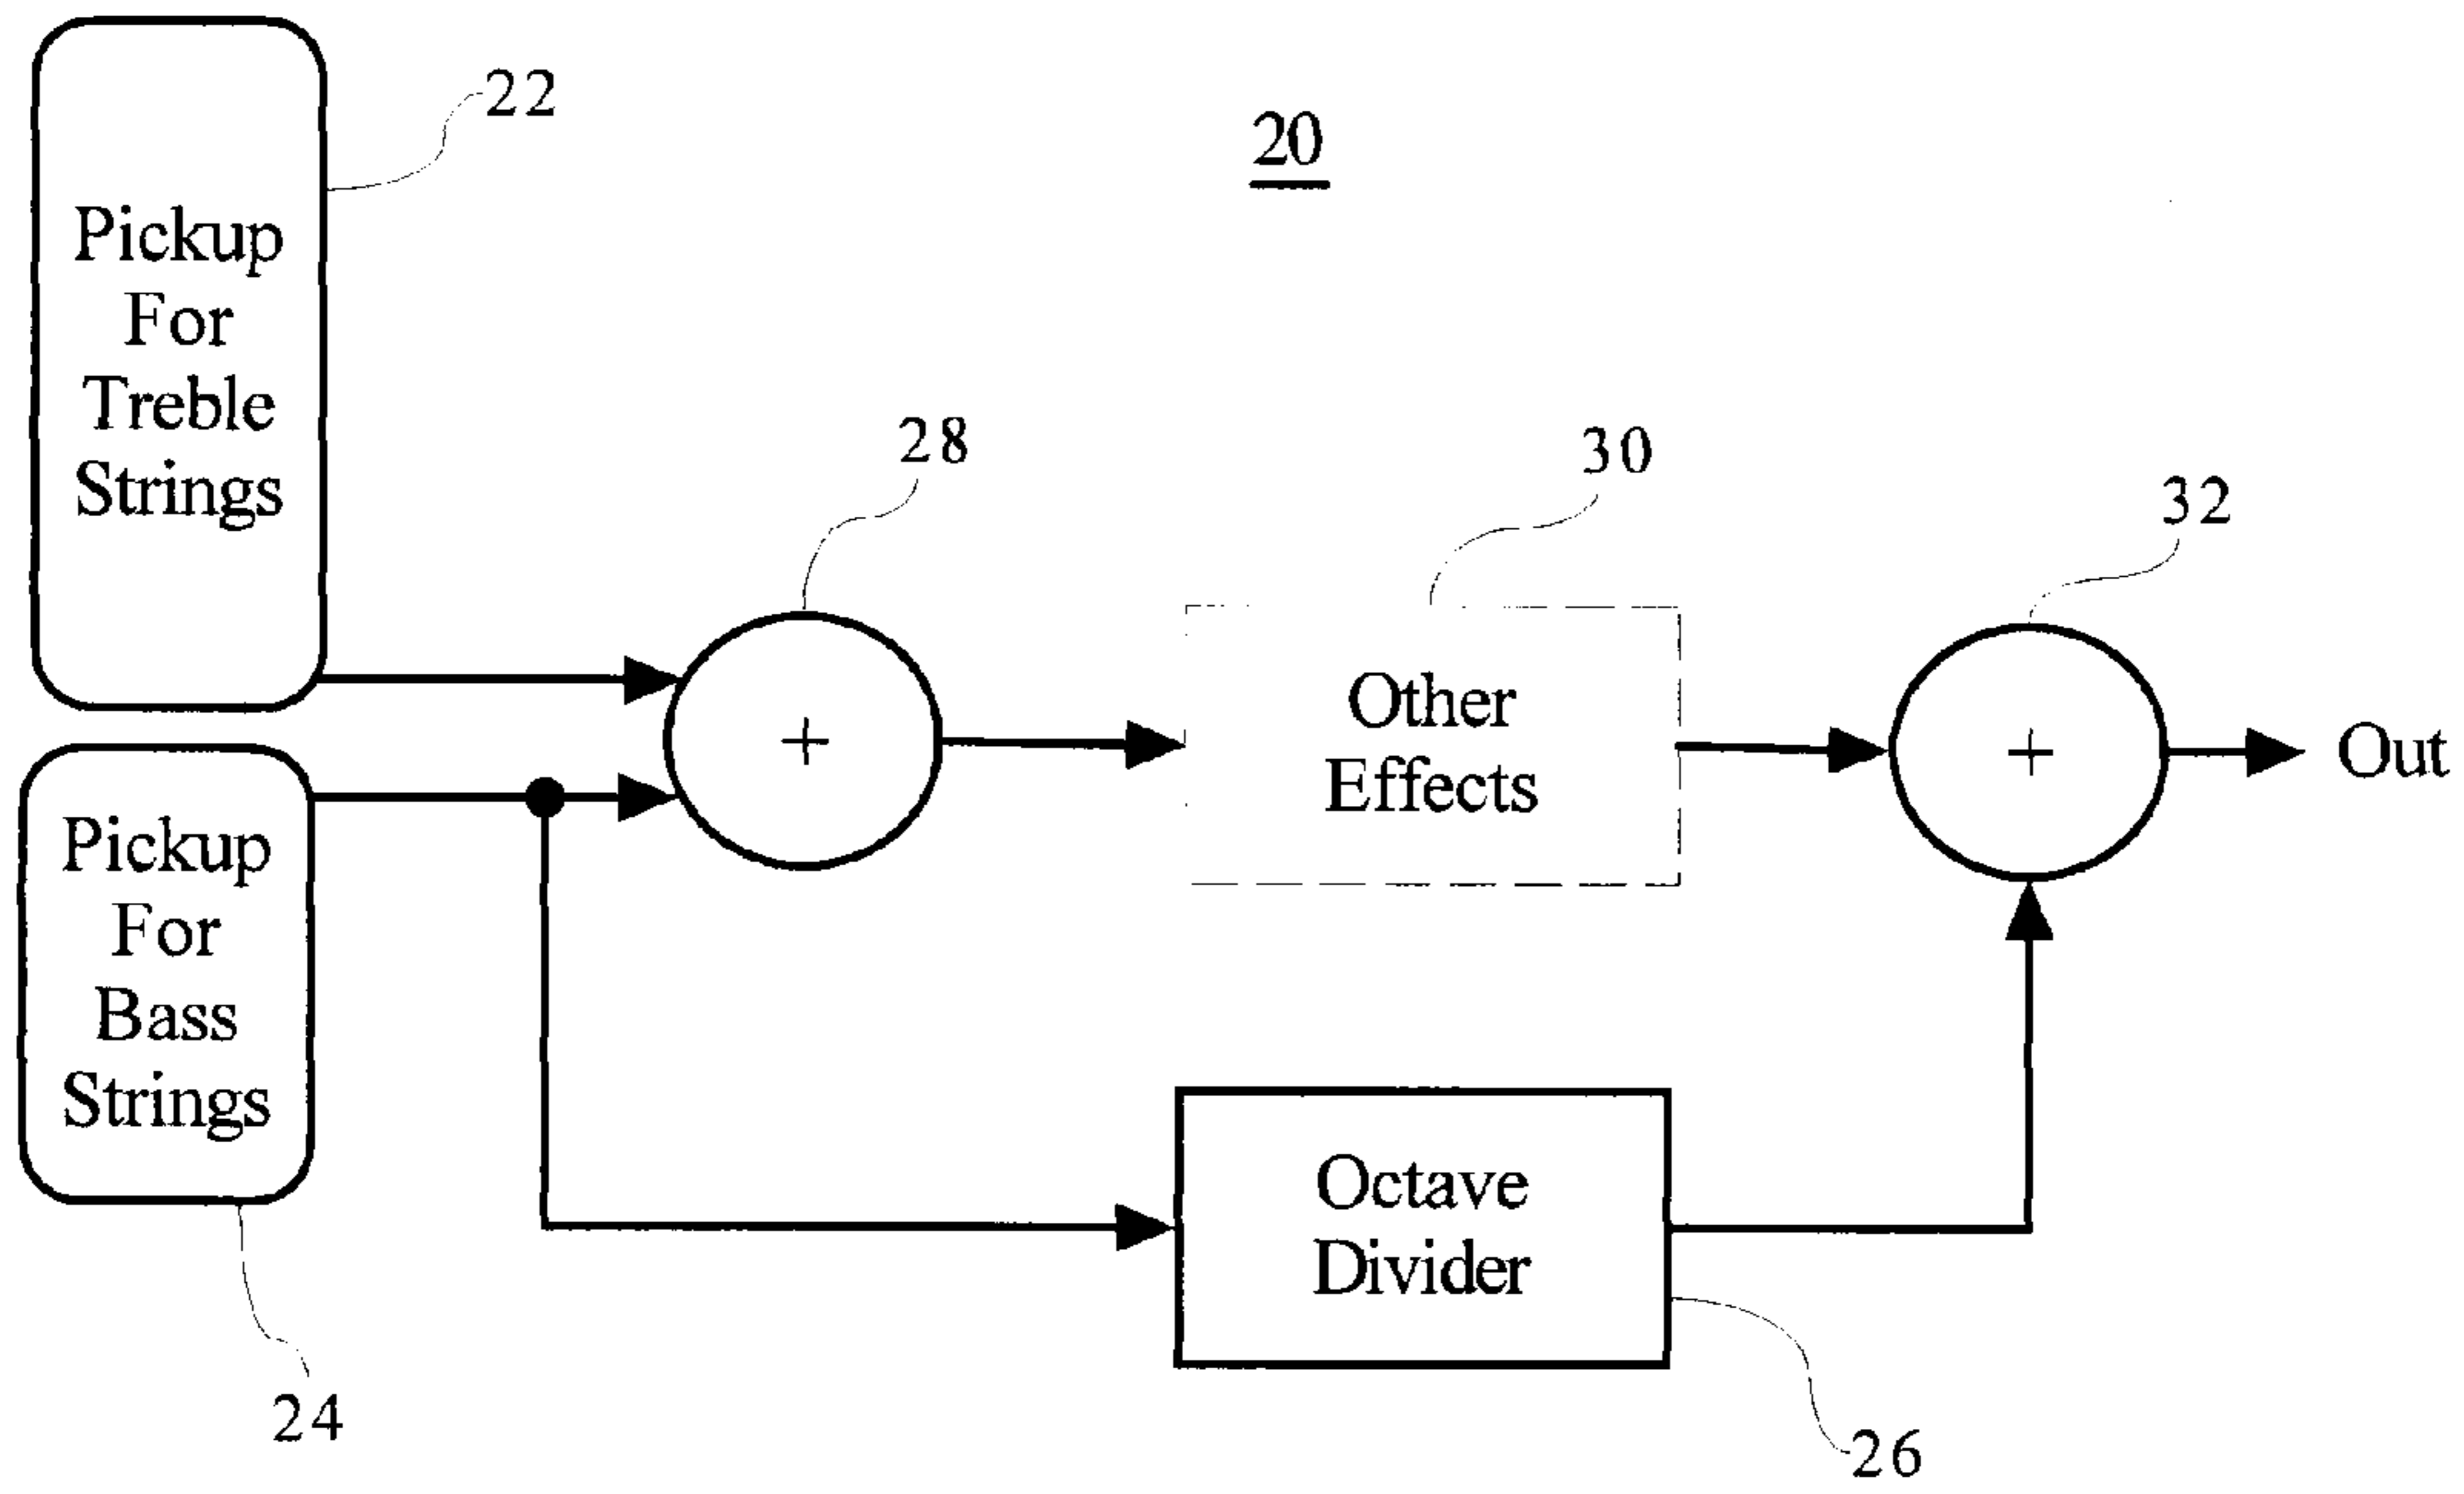 22
20
Pickup
For
Treble
Strings
28
30
32
+
Other
Effects
+
Out
Pickup
For
Bass
Strings
Octave
Divider
24
26